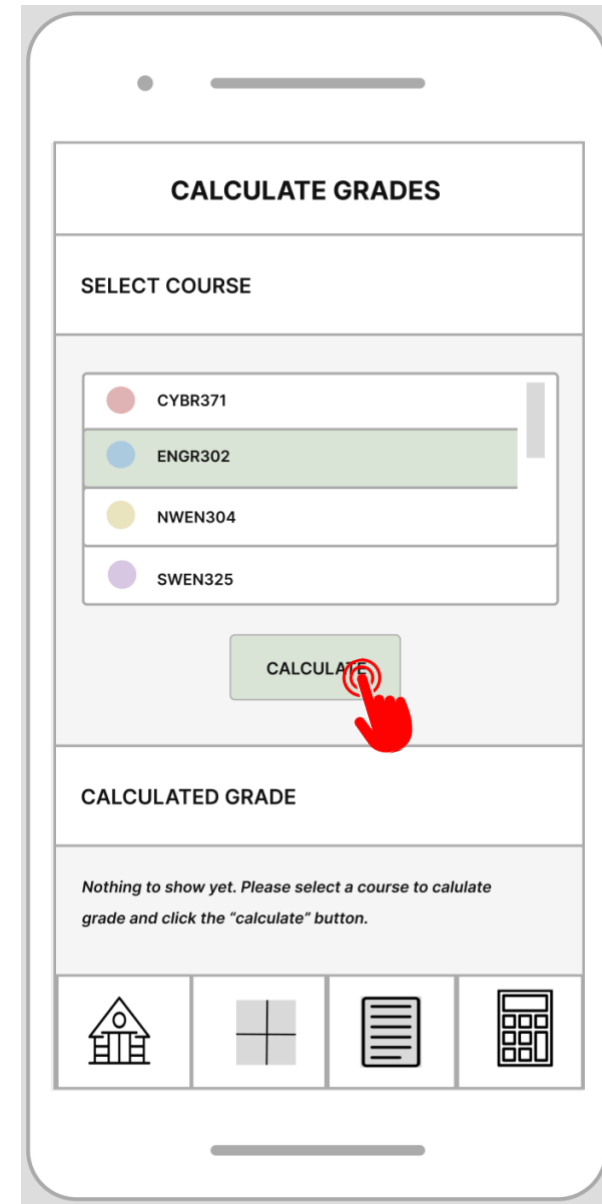 CALCULATE GRADES
SELECT COURSE
CYBR371
ENGR302
NWEN304
SWEN325
CALCULATE
CALCULATED GRADE
Nothing to show yet. Please select a course to calulate
grade and click the “calculate” button.